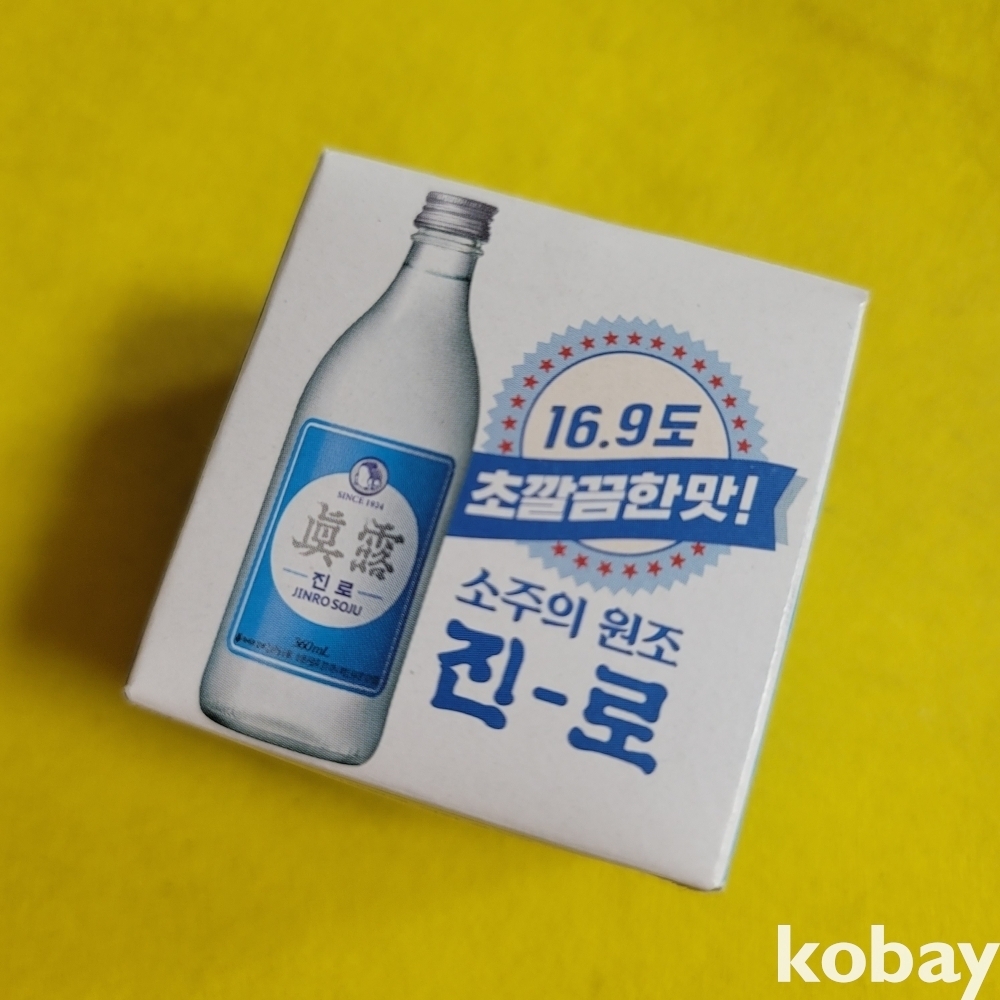 SINCE 1924
眞露
진로
JINRO SOJU
360mL
16.9도
초깔끔한맛!
소주의 원조
진-로
kobay